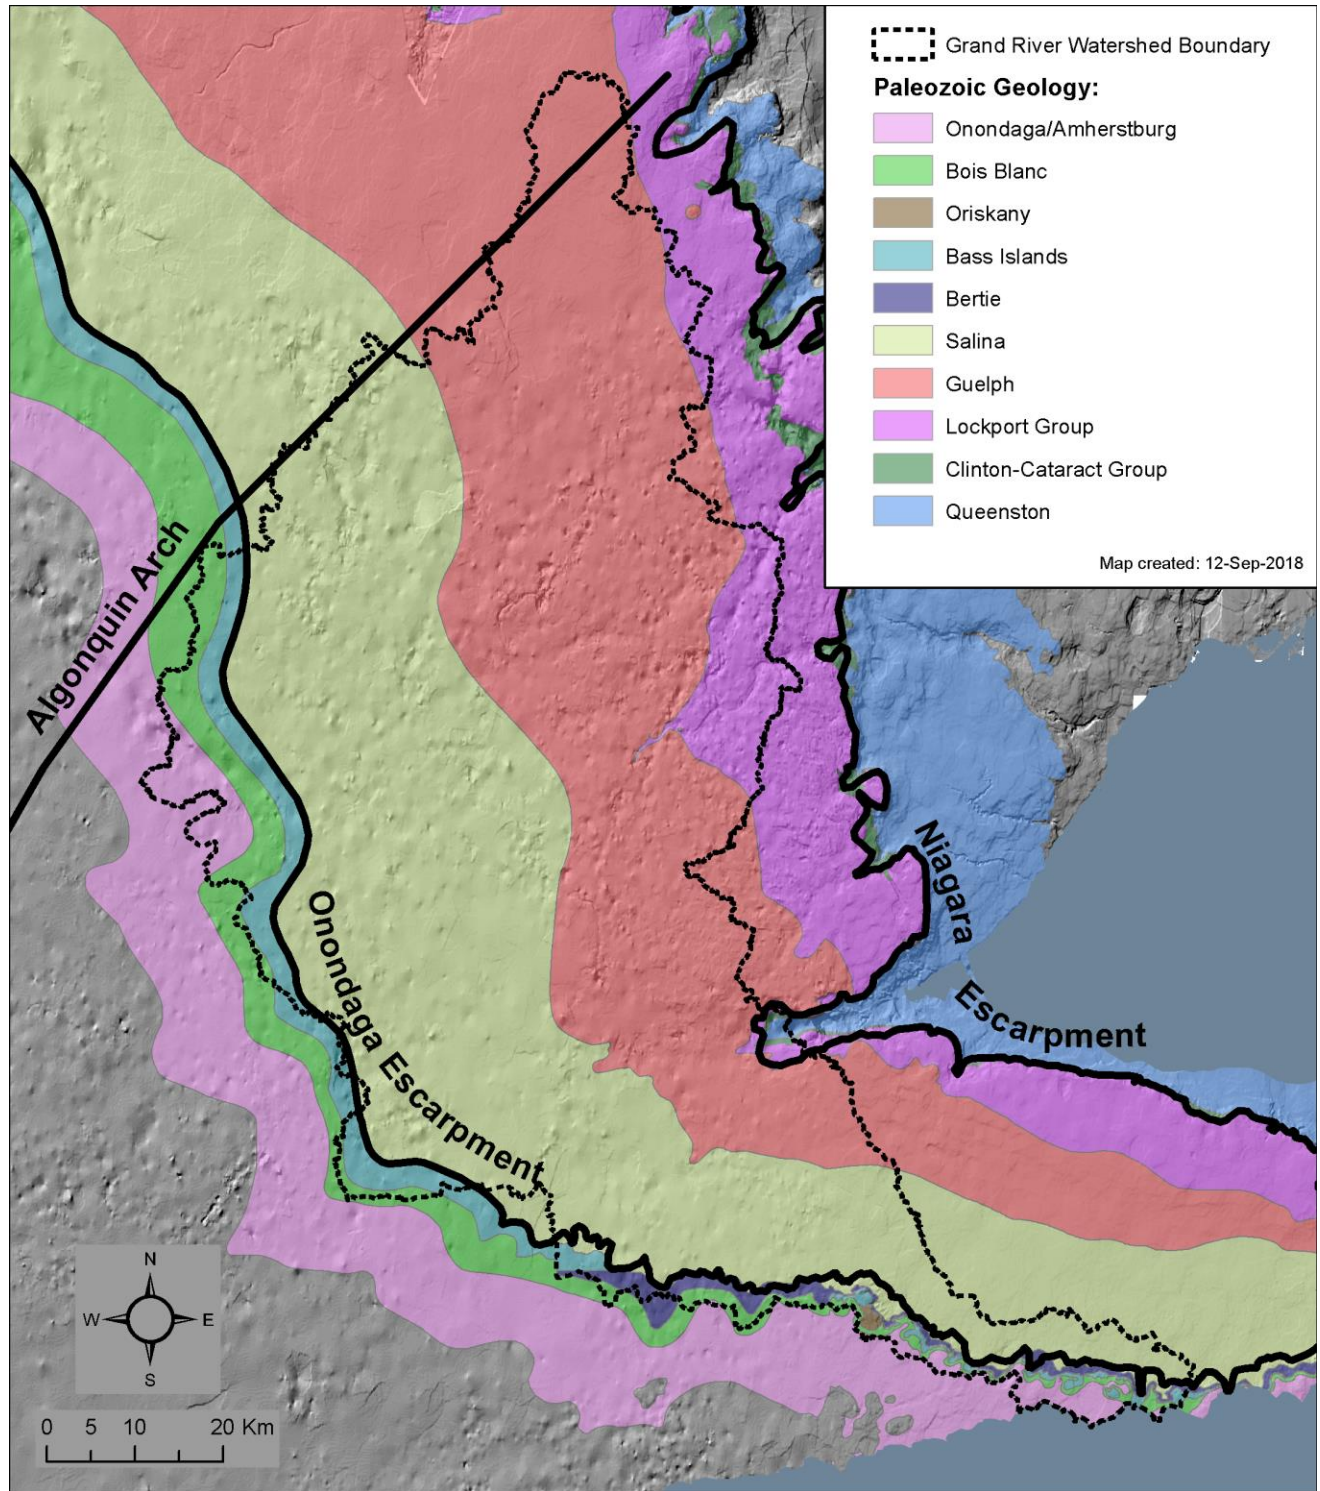 Grand River Watershed Boundary
Paleozoic Geology:
Onondaga/Amherstburg
Bois Blanc
Oriskany
Bass Islands
Bertie
Salina
Guelph
Lockport Group
Clinton-Cataract Group
Queenston
Map created: 12-Sep-2018
Algonquin Arch
Onondaga Escarpment
Niagara
Escarpment
N
W E
S
0 5 10 20 Km